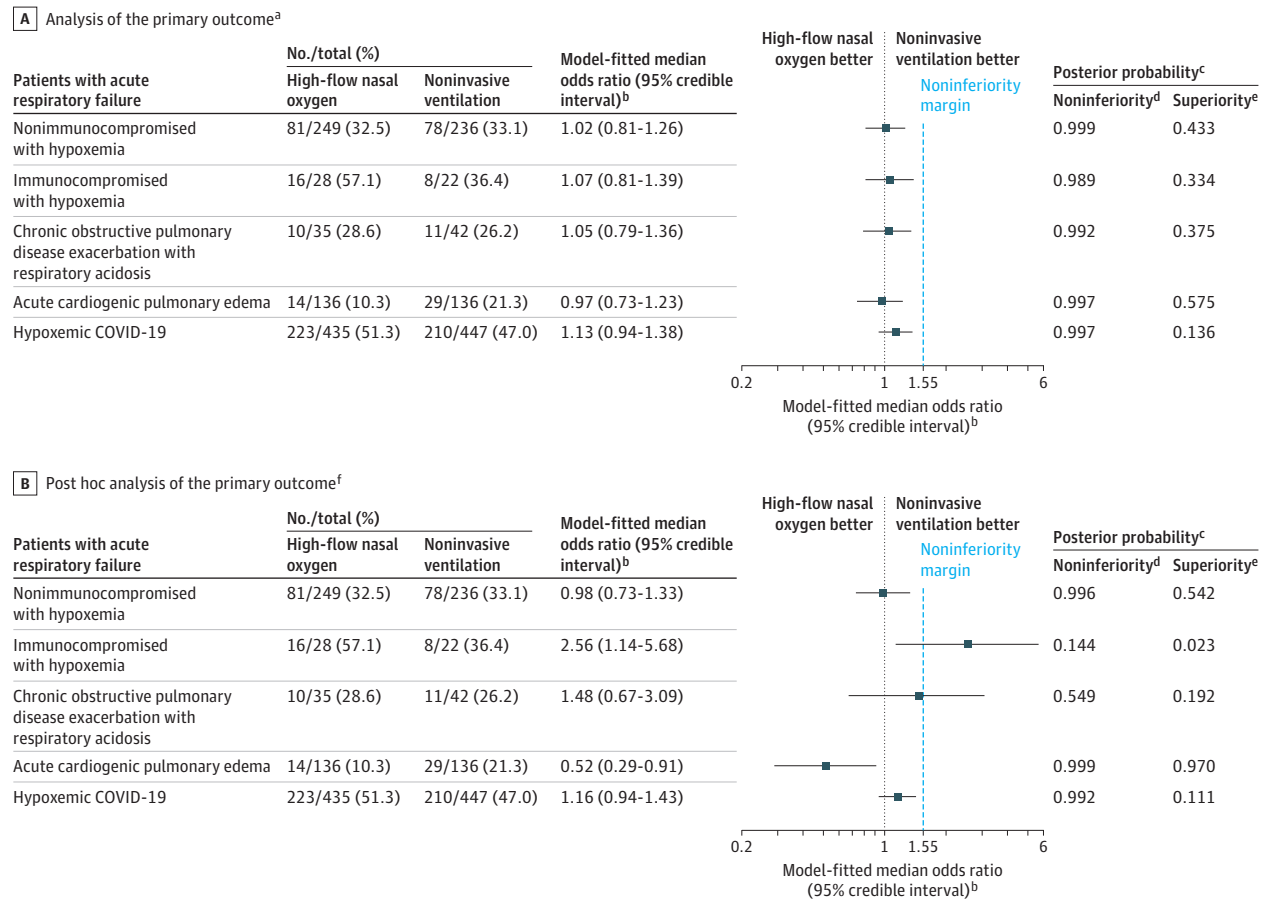 A Analysis of the primary outcomeᵃ
No./total (%)
Patients with acute
respiratory failure
High-flow nasal
oxygen
Noninvasive
ventilation
Model-fitted median
odds ratio (95% credible
interval)ᵇ
High-flow nasal
oxygen better
Noninvasive
ventilation better
Noninferiority
margin
Posterior probabilityᶜ
Noninferiorityᵈ Superiorityᵉ
Nonimmunocompromised
with hypoxemia
81/249 (32.5) 78/236 (33.1) 1.02 (0.81-1.26) 0.999 0.433
Immunocompromised
with hypoxemia
16/28 (57.1) 8/22 (36.4) 1.07 (0.81-1.39) 0.989 0.334
Chronic obstructive pulmonary
disease exacerbation with
respiratory acidosis
10/35 (28.6) 11/42 (26.2) 1.05 (0.79-1.36) 0.992 0.375
Acute cardiogenic pulmonary edema 14/136 (10.3) 29/136 (21.3) 0.97 (0.73-1.23) 0.997 0.575
Hypoxemic COVID-19 223/435 (51.3) 210/447 (47.0) 1.13 (0.94-1.38) 0.997 0.136
0.2 1 1.55 6
Model-fitted median odds ratio
(95% credible interval)ᵇ
B Post hoc analysis of the primary outcomeᶠ
No./total (%)
Patients with acute
respiratory failure
High-flow nasal
oxygen
Noninvasive
ventilation
Model-fitted median
odds ratio (95% credible
interval)ᵇ
High-flow nasal
oxygen better
Noninvasive
ventilation better
Noninferiority
margin
Posterior probabilityᶜ
Noninferiorityᵈ Superiorityᵉ
Nonimmunocompromised
with hypoxemia
81/249 (32.5) 78/236 (33.1) 0.98 (0.73-1.33) 0.996 0.542
Immunocompromised
with hypoxemia
16/28 (57.1) 8/22 (36.4) 2.56 (1.14-5.68) 0.144 0.023
Chronic obstructive pulmonary
disease exacerbation with
respiratory acidosis
10/35 (28.6) 11/42 (26.2) 1.48 (0.67-3.09) 0.549 0.192
Acute cardiogenic pulmonary edema 14/136 (10.3) 29/136 (21.3) 0.52 (0.29-0.91) 0.999 0.970
Hypoxemic COVID-19 223/435 (51.3) 210/447 (47.0) 1.16 (0.94-1.43) 0.992 0.111
0.2 1 1.55 6
Model-fitted median odds ratio
(95% credible interval)ᵇ